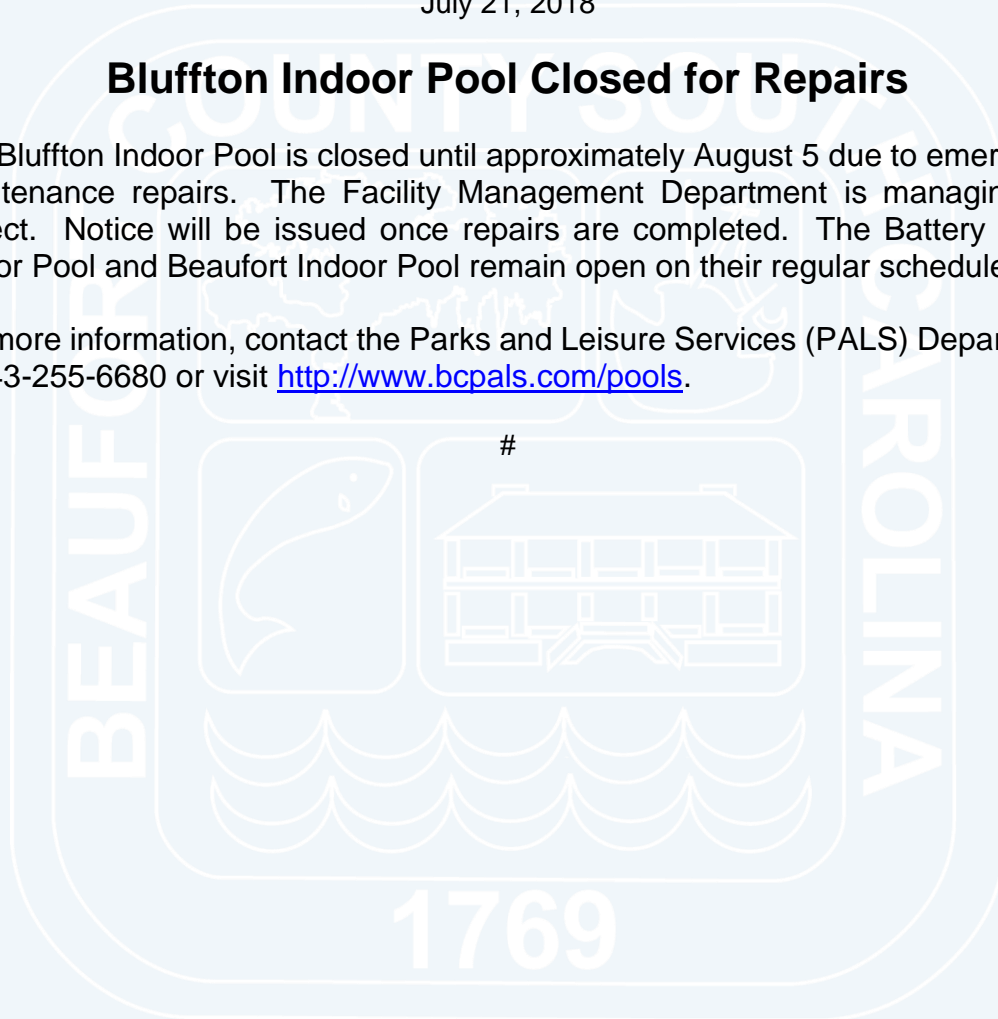 July 21, 2018
Bluffton Indoor Pool Closed for Repairs
Bluffton Indoor Pool is closed until approximately August 5 due to emer
tenance repairs. The Facility Management Department is managin
ect. Notice will be issued once repairs are completed. The Battery
or Pool and Beaufort Indoor Pool remain open on their regular schedule
more information, contact the Parks and Leisure Services (PALS) Depar
43-255-6680 or visit http://www.bcpals.com/pools.
#
BEAUFORT COUNTY SOUTH CAROLINA
1769